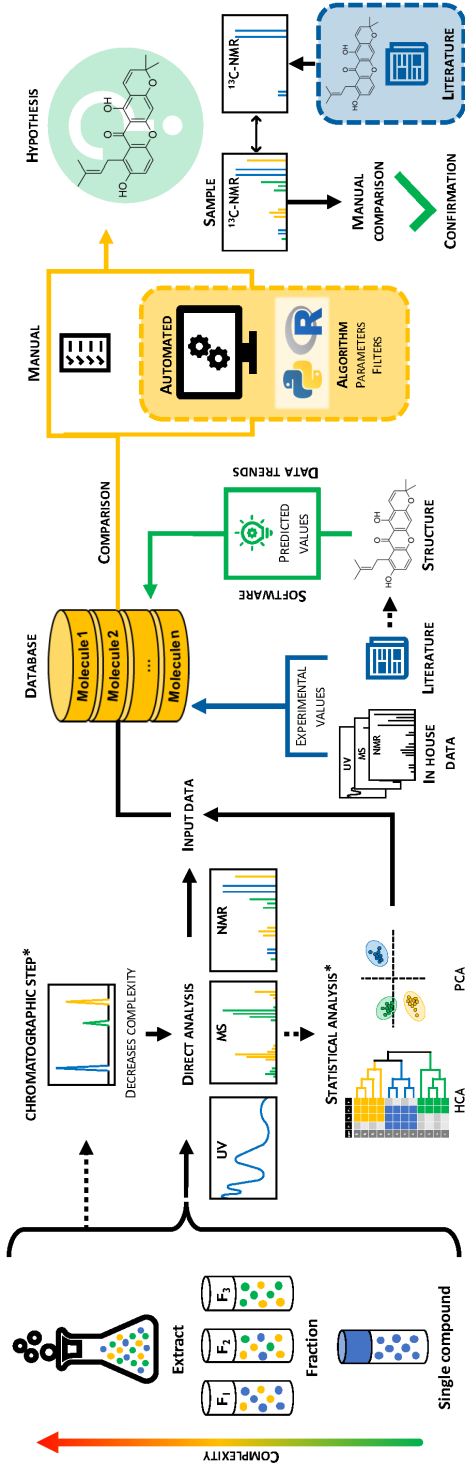 COMPLEXITY
Extract
F1
F2
F3
Fraction
Single compound
CHROMATOGRAPHIC STEP*
DECREASES COMPLEXITY
DIRECT ANALYSIS
UV
MS
NMR
STATISTICAL ANALYSIS*
HCA
PCA
INPUT DATA
DATABASE
Molecule 1
Molecule 2
...
Molecule n
EXPERIMENTAL
VALUES
UV
MS
NMR
IN HOUSE
DATA
LITERATURE
SOFTWARE
PREDICTED
VALUES
DATA TRENDS
HO
O
OH
O
O
STRUCTURE
COMPARISON
MANUAL
AUTOMATED
R
ALGORITHM
PARAMETERS
FILTERS
HYPOTHESIS
HO
O
OH
O
O
SAMPLE
13C-NMR
13C-NMR
MANUAL
COMPARISON
CONFIRMATION
HO
O
OH
O
O
LITERATURE